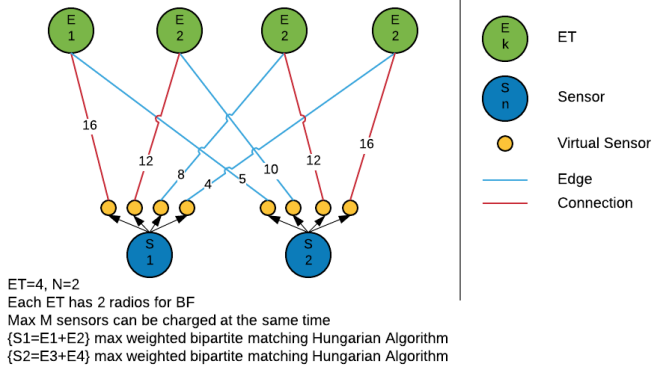 E
1
E
2
E
2
E
2
E
k
ET
S
n
Sensor
Virtual Sensor
Edge
Connection
16
12
8
4
5
10
12
16
S
1
S
2
ET=4, N=2
Each ET has 2 radios for BF
Max M sensors can be charged at the same time
{S1=E1+E2} max weighted bipartite matching Hungarian Algorithm
{S2=E3+E4} max weighted bipartite matching Hungarian Algorithm